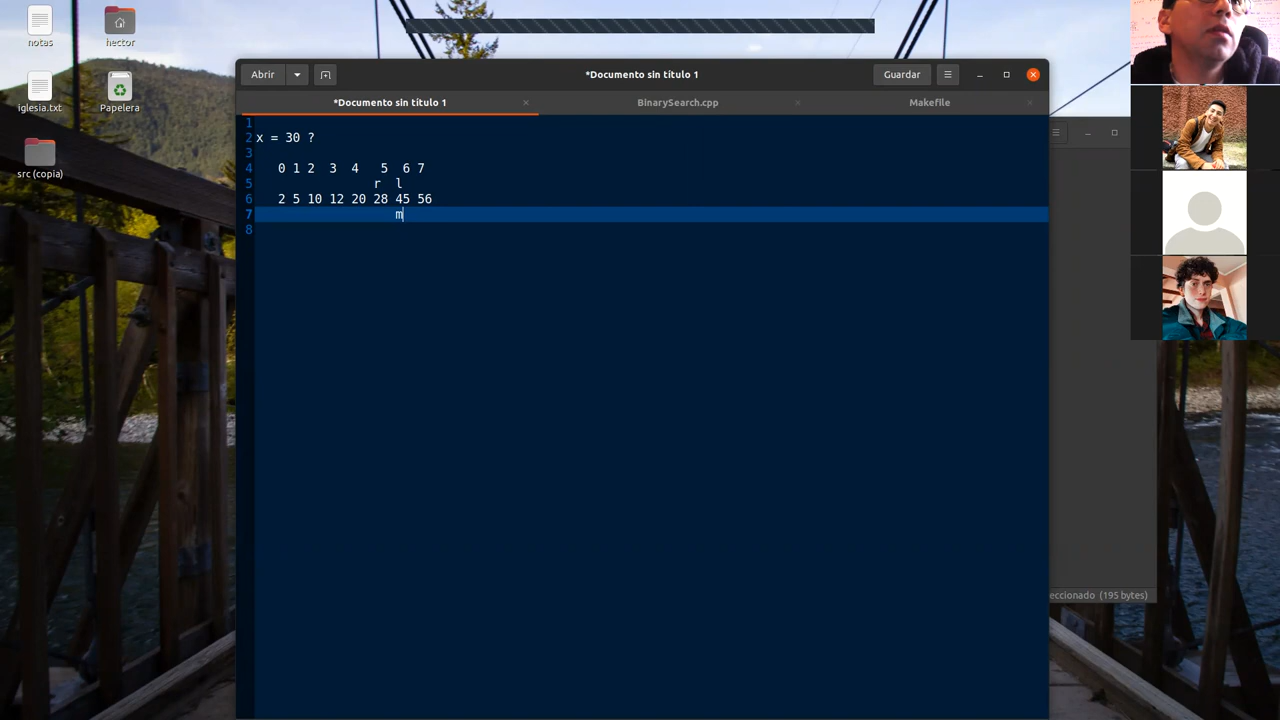 notas
hector
iglesia.txt
Papelera
src (copia)
Abrir
*Documento sin título 1
Guardar
*Documento sin título 1
BinarySearch.cpp
Makefile
1
2 x = 30 ?
3
4 0 1 2 3 4 5 6 7
5 r l
6 2 5 10 12 20 28 45 56
7 m
8
eccionado (195 bytes)